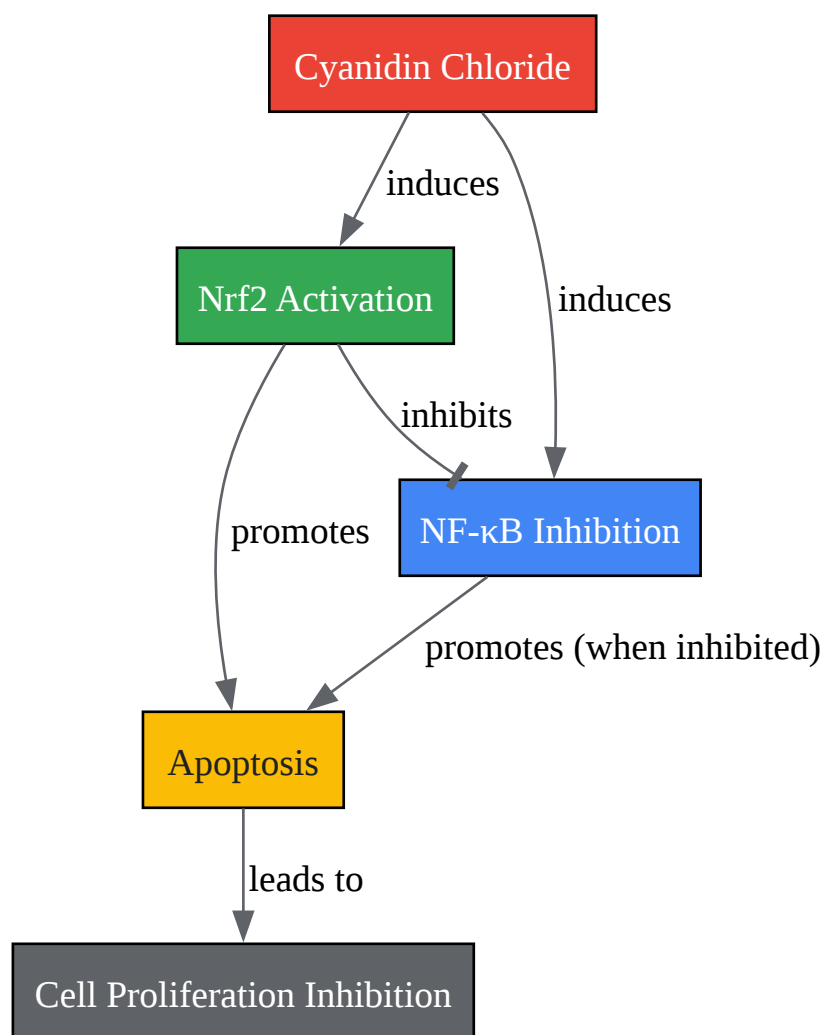 Cyanidin Chloride
induces
Nrf2 Activation
induces
inhibits
promotes
NF-κB Inhibition
promotes (when inhibited)
Apoptosis
leads to
Cell Proliferation Inhibition